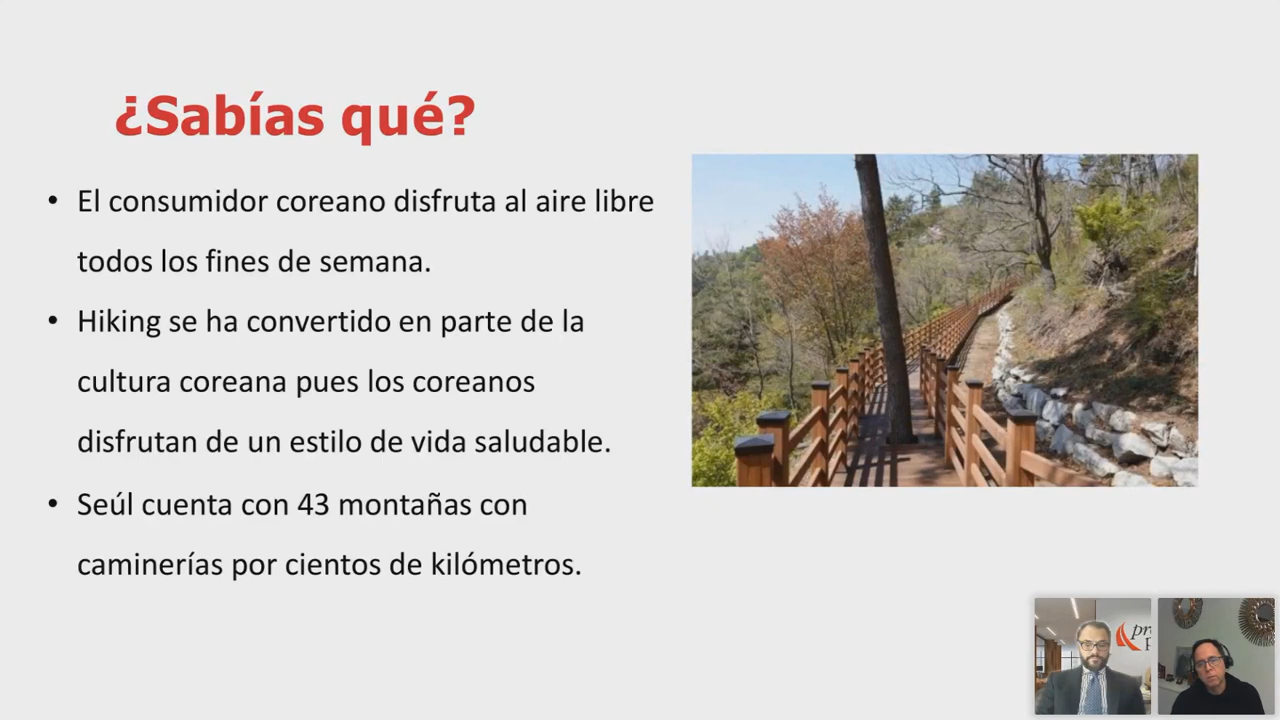 ¿Sabías qué?
• El consumidor coreano disfruta al aire libre
todos los fines de semana.
• Hiking se ha convertido en parte de la
cultura coreana pues los coreanos
disfrutan de un estilo de vida saludable.
• Seúl cuenta con 43 montañas con
caminerías por cientos de kilómetros.